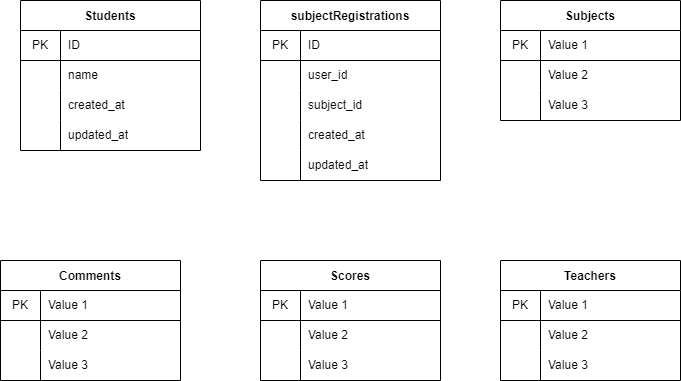 Students
PK ID
name
created_at
updated_at
subjectRegistrations
PK ID
user_id
subject_id
created_at
updated_at
Subjects
PK Value 1
Value 2
Value 3
Comments
PK Value 1
Value 2
Value 3
Scores
PK Value 1
Value 2
Value 3
Teachers
PK Value 1
Value 2
Value 3